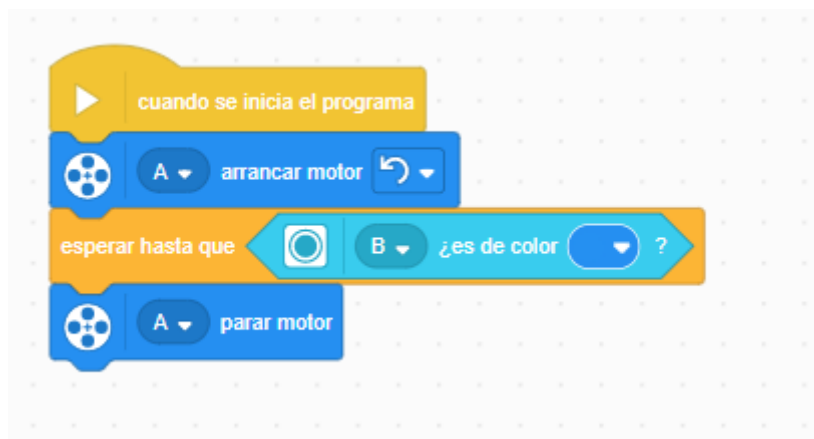 cuando se inicia el programa
A arrancar motor
esperar hasta que B ¿es de color ?
A parar motor